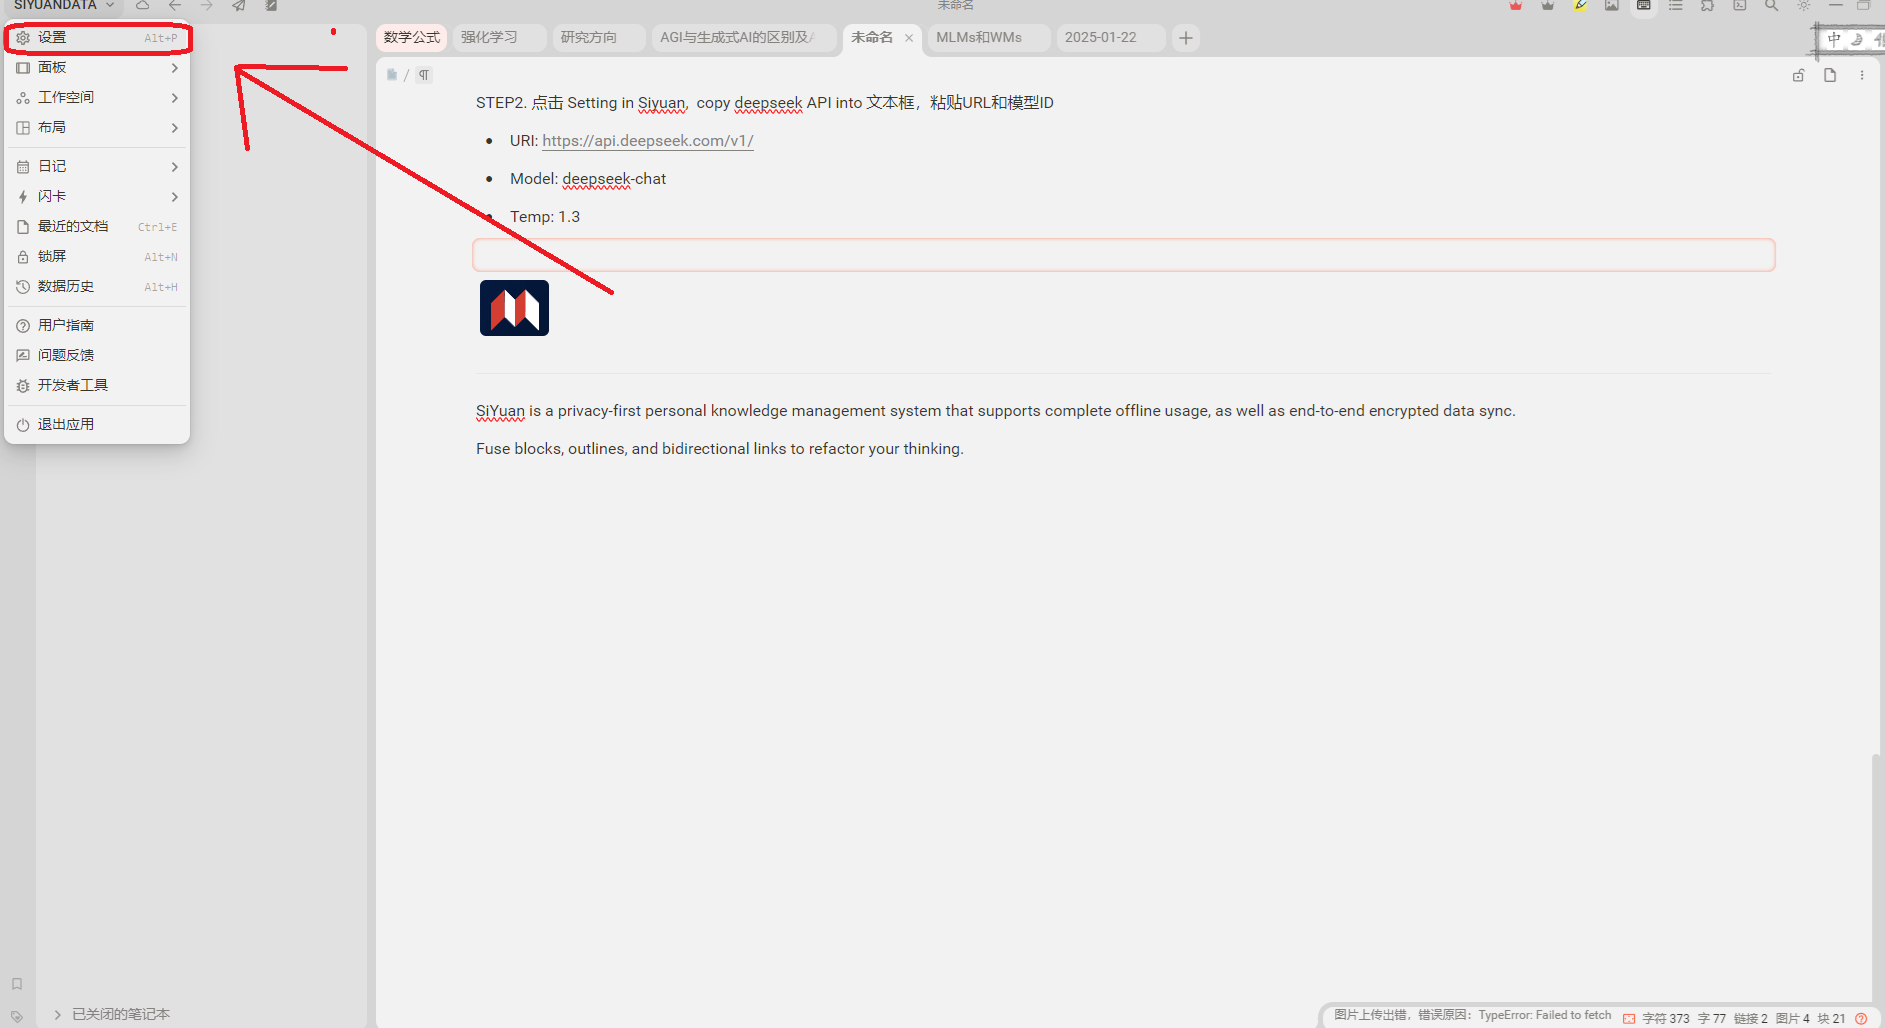 SIYUANDATA
未命名
设置 Alt+P
面板
工作空间
布局
日记
闪卡
最近的文档 Ctrl+E
锁屏 Alt+N
数据历史 Alt+H
用户指南
问题反馈
开发者工具
退出应用
已关闭的笔记本
数学公式 强化学习 研究方向 AGI与生成式AI的区别及 未命名 MLMs和WMs 2025-01-22
中
/ ¶
STEP2. 点击 Setting in Siyuan, copy deepseek API into 文本框，粘贴URL和模型ID
• URI: https://api.deepseek.com/v1/
• Model: deepseek-chat
• Temp: 1.3
SiYuan is a privacy-first personal knowledge management system that supports complete offline usage, as well as end-to-end encrypted data sync.
Fuse blocks, outlines, and bidirectional links to refactor your thinking.
图片上传出错，错误原因：TypeError: Failed to fetch 字符 373 字 77 链接 2 图片 4 块 21